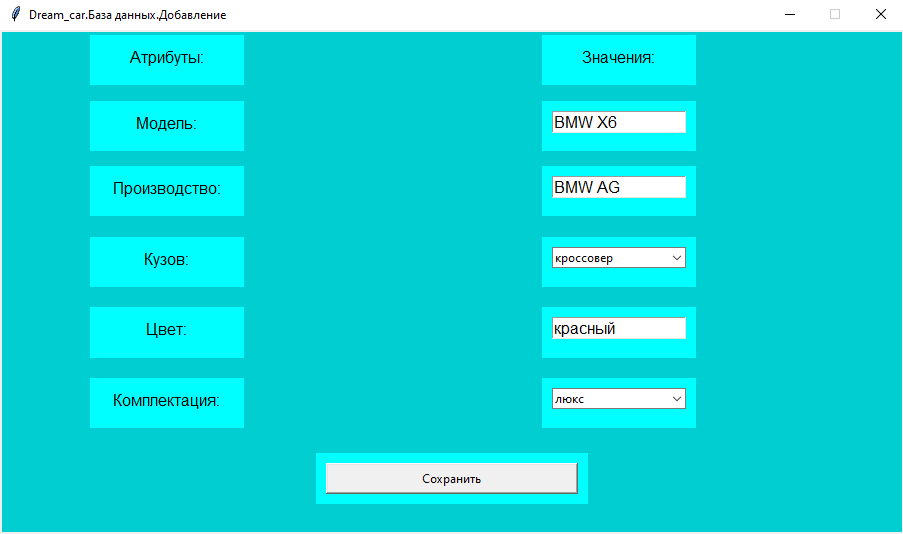 Dream_car.База данных.Добавление
Атрибуты: Значения:
Модель: BMW X6
Производство: BMW AG
Кузов: кроссовер
Цвет: красный
Комплектация: люкс
Сохранить